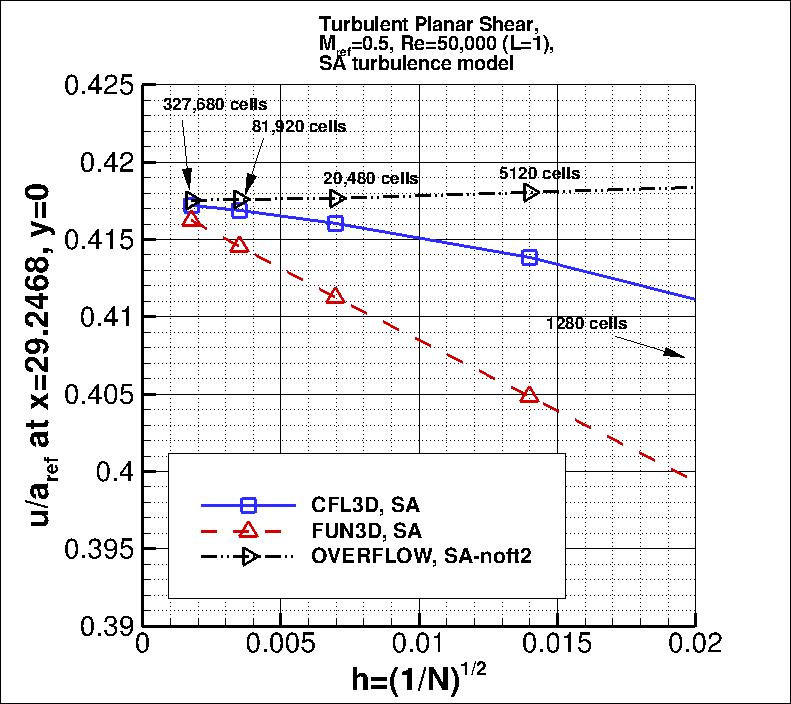 Turbulent Planar Shear,
Mref=0.5, Re=50,000 (L=1),
SA turbulence model
0.425
327,680 cells
81,920 cells
0.42
20,480 cells
5120 cells
0.415
u/aref at x=29.2468, y=0
0.41
1280 cells
0.405
0.4
CFL3D, SA
FUN3D, SA
OVERFLOW, SA-noft2
0.395
0.39
0 0.005 0.01 0.015 0.02
h=(1/N)1/2